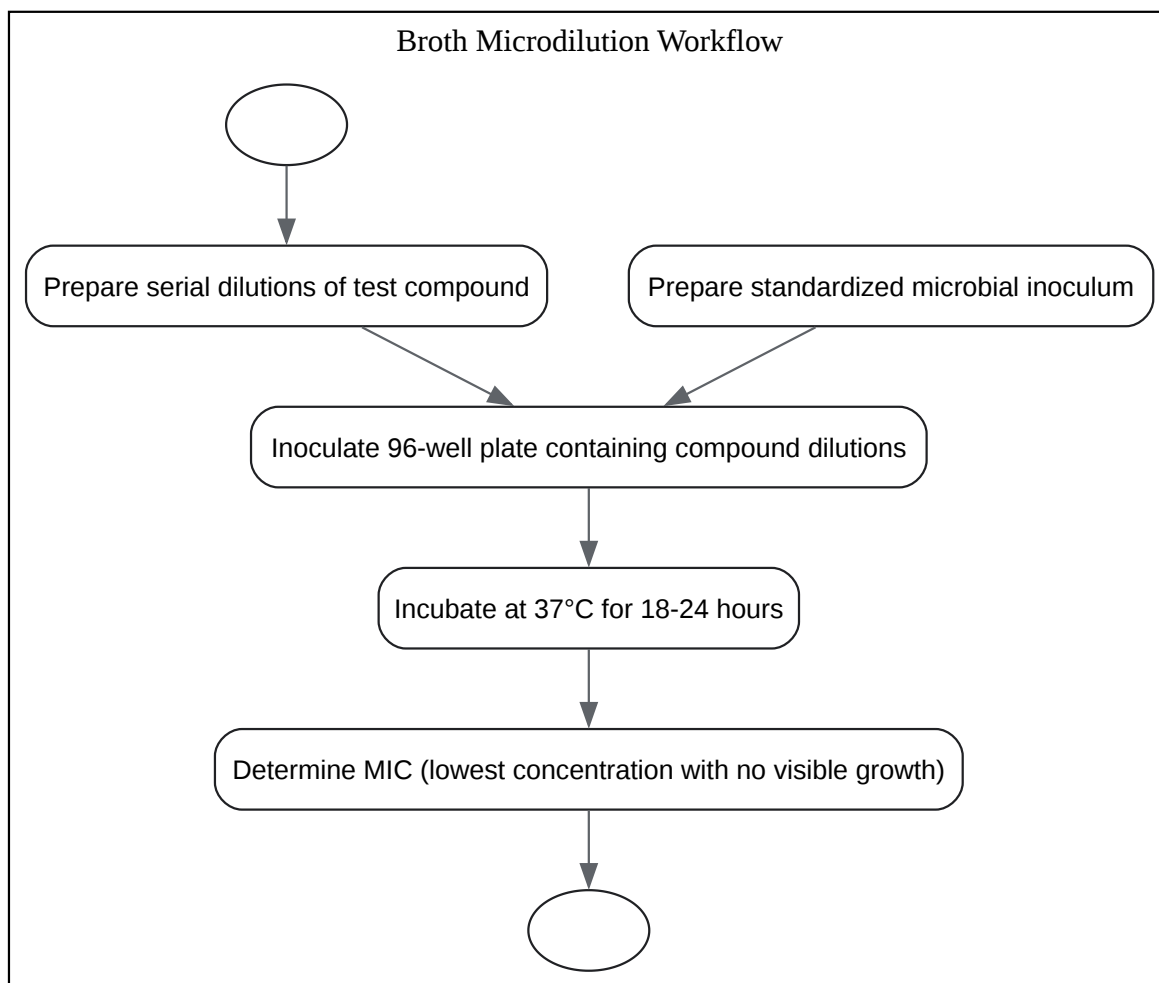 Broth Microdilution Workflow
Prepare serial dilutions of test compound
Prepare standardized microbial inoculum
Inoculate 96-well plate containing compound dilutions
Incubate at 37°C for 18-24 hours
Determine MIC (lowest concentration with no visible growth)